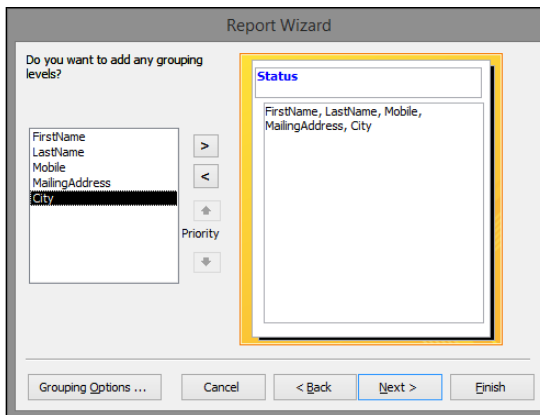 Report Wizard
Do you want to add any grouping
levels?
FirstName
LastName
Mobile
MailingAddress
City
>
<
Priority
Status
FirstName, LastName, Mobile,
MailingAddress, City
Grouping Options ...
Cancel
< Back
Next >
Finish